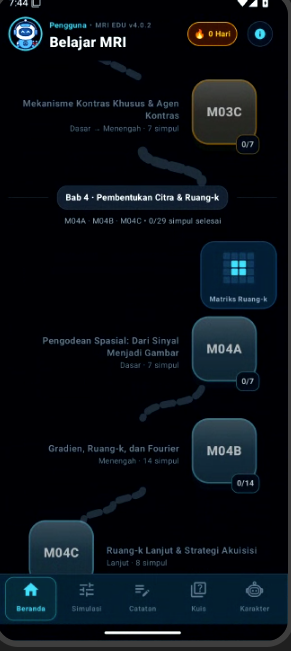 7:44
Pengguna · MRI EDU v4.0.2
Belajar MRI
0 Hari
Mekanisme Kontras Khusus & Agen
Kontras
Dasar → Menengah · 7 simpul
M03C
0/7
Bab 4 · Pembentukan Citra & Ruang-k
M04A · M04B · M04C • 0/29 simpul selesai
Matriks Ruang-k
Pengodean Spasial: Dari Sinyal
Menjadi Gambar
Dasar · 7 simpul
M04A
0/7
Gradien, Ruang-k, dan Fourier
Menengah · 14 simpul
M04B
0/14
M04C
Ruang-k Lanjut & Strategi Akuisisi
Lanjut · 8 simpul
Beranda
Simulasi
Catatan
Kuis
Karakter